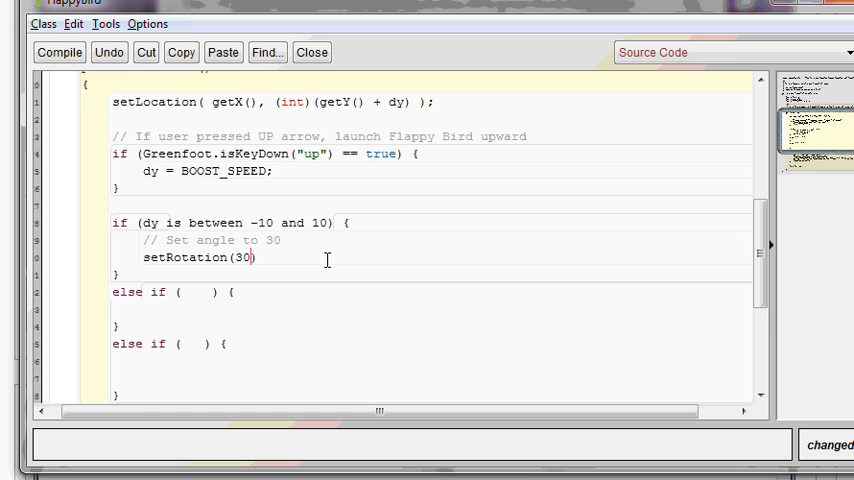 FlappyBird
Class Edit Tools Options
Compile Undo Cut Copy Paste Find... Close Source Code
{
setLocation( getX(), (int)(getY() + dy) );
// If user pressed UP arrow, launch Flappy Bird upward
if (Greenfoot.isKeyDown("up") == true) {
dy = BOOST_SPEED;
}
if (dy is between -10 and 10) {
// Set angle to 30
setRotation(30)
}
else if ( ) {
}
else if ( ) {
}
changed